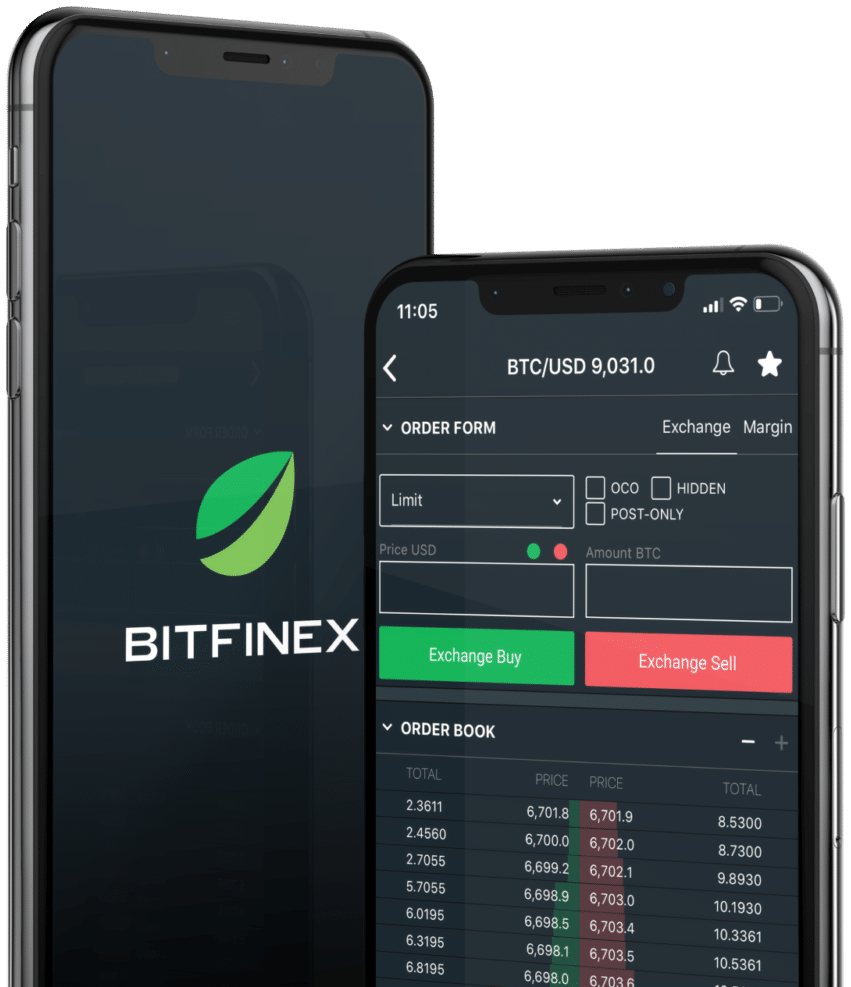 BITFINEX
11:05
BTC/USD 9,031.0
ORDER FORM Exchange Margin
Limit OCO HIDDEN
POST-ONLY
Price USD Amount BTC
Exchange Buy Exchange Sell
ORDER BOOK
TOTAL PRICE PRICE TOTAL
2.3611 6,701.8 6,701.9 8.5300
2.4560 6,700.0 6,702.0 8.7300
2.7055 6,699.2 6,702.1 9.8930
5.7055 6,698.9 6,703.0 10.1930
6.0195 6,698.5 6,703.4 10.3361
6.3195 6,698.1 6,703.5 10.5361
6.8195 6,698.0 6,703.6